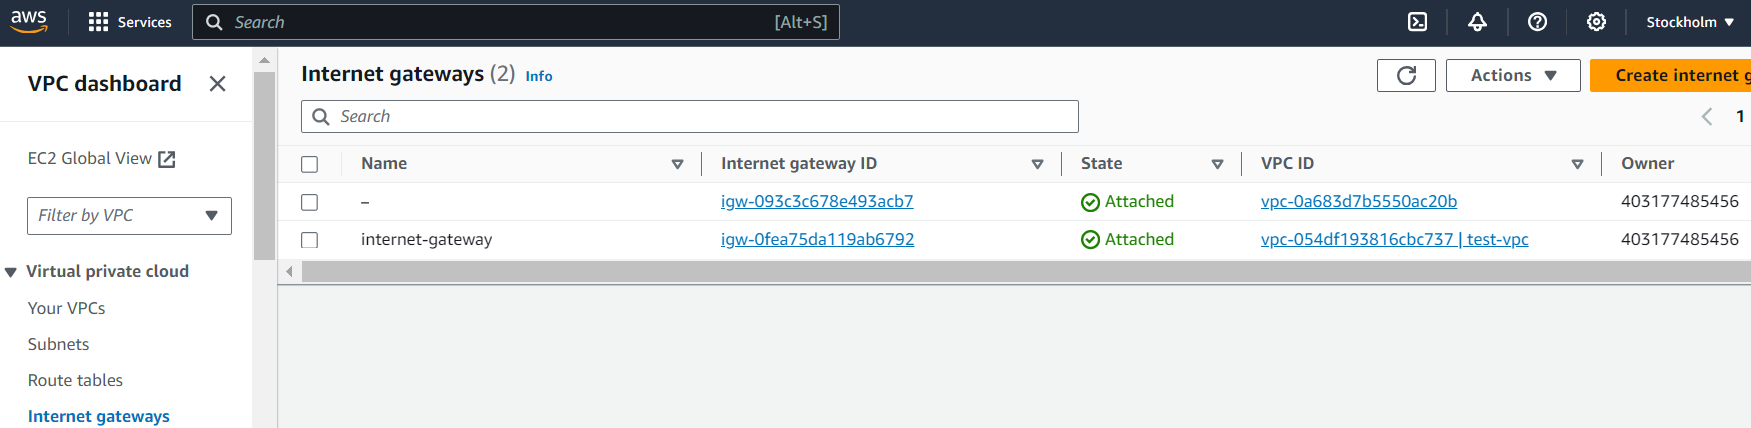 aws
Services
Search
[Alt+S]
Stockholm
VPC dashboard
EC2 Global View
Filter by VPC
Virtual private cloud
Your VPCs
Subnets
Route tables
Internet gateways
Internet gateways (2) Info
Actions
Create internet g
Search
1
Name Internet gateway ID State VPC ID Owner
– igw-093c3c678e493acb7 Attached vpc-0a683d7b5550ac20b 403177485456
internet-gateway igw-0fea75da119ab6792 Attached vpc-054df193816cbc737 | test-vpc 403177485456